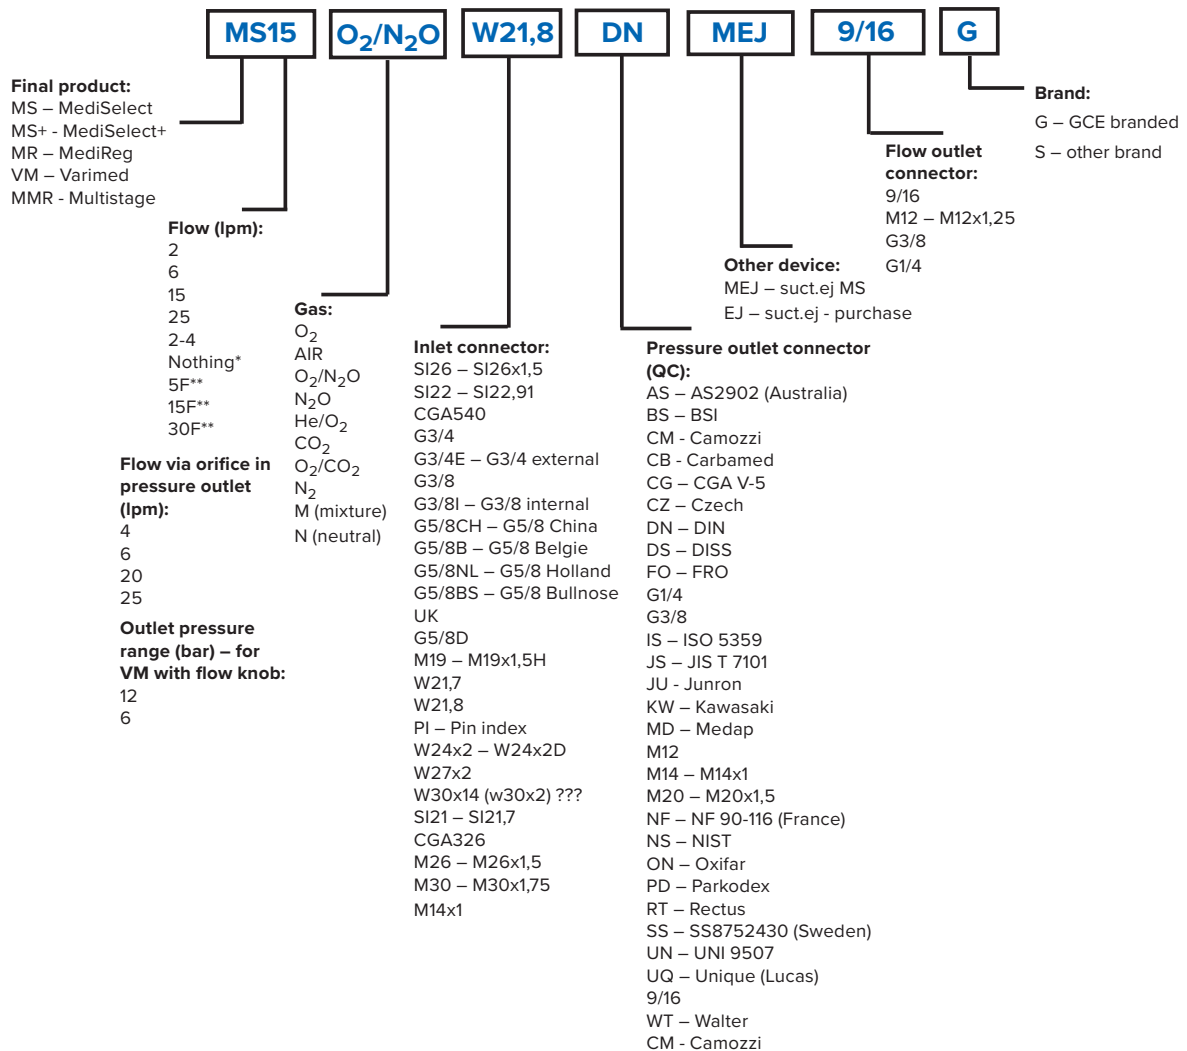 MS15 O₂/N₂O W21,8 DN MEJ 9/16 G
Final product:
MS – MediSelect
MS+ - MediSelect+
MR – MediReg
VM – Varimed
MMR - Multistage
Flow (lpm):
2
6
15
25
2-4
Nothing*
5F**
15F**
30F**
Flow via orifice in
pressure outlet
(lpm):
4
6
20
25
Outlet pressure
range (bar) – for
VM with flow knob:
12
6
Gas:
O₂
AIR
O₂/N₂O
N₂O
He/O₂
CO₂
O₂/CO₂
N₂
M (mixture)
N (neutral)
Inlet connector:
SI26 – SI26x1,5
SI22 – SI22,91
CGA540
G3/4
G3/4E – G3/4 external
G3/8
G3/8I – G3/8 internal
G5/8CH – G5/8 China
G5/8B – G5/8 Belgie
G5/8NL – G5/8 Holland
G5/8BS – G5/8 Bullnose
UK
G5/8D
M19 – M19x1,5H
W21,7
W21,8
PI – Pin index
W24x2 – W24x2D
W27x2
W30x14 (w30x2) ???
SI21 – SI21,7
CGA326
M26 – M26x1,5
M30 – M30x1,75
M14x1
Pressure outlet connector
(QC):
AS – AS2902 (Australia)
BS – BSI
CM - Camozzi
CB - Carbamed
CG – CGA V-5
CZ – Czech
DN – DIN
DS – DISS
FO – FRO
G1/4
G3/8
IS – ISO 5359
JS – JIS T 7101
JU - Junron
KW – Kawasaki
MD – Medap
M12
M14 – M14x1
M20 – M20x1,5
NF – NF 90-116 (France)
NS – NIST
ON – Oxifar
PD – Parkodex
RT – Rectus
SS – SS8752430 (Sweden)
UN – UNI 9507
UQ – Unique (Lucas)
9/16
WT – Walter
CM - Camozzi
Other device:
MEJ – suct.ej MS
EJ – suct.ej - purchase
Flow outlet
connector:
9/16
M12 – M12x1,25
G3/8
G1/4
Brand:
G – GCE branded
S – other brand